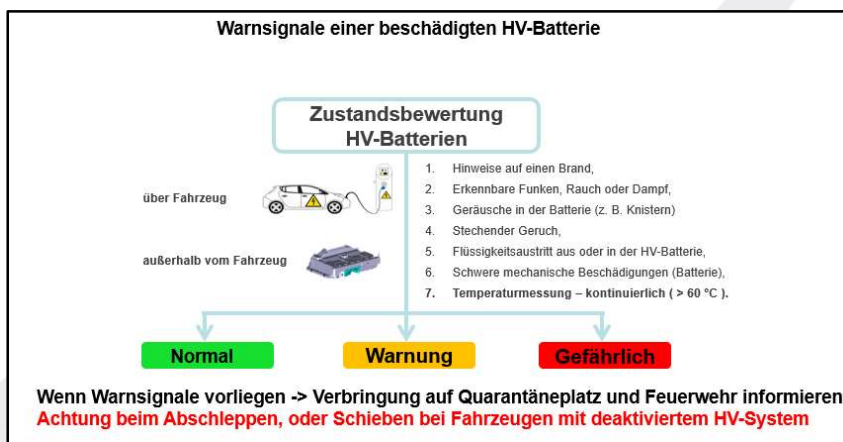 Warnsignale einer beschädigten HV-Batterie
Zustandsbewertung
HV-Batterien
über Fahrzeug
außerhalb vom Fahrzeug
1. Hinweise auf einen Brand,
2. Erkennbare Funken, Rauch oder Dampf,
3. Geräusche in der Batterie (z. B. Knistern)
4. Stechender Geruch,
5. Flüssigkeitsaustritt aus oder in der HV-Batterie,
6. Schwere mechanische Beschädigungen (Batterie),
7. Temperaturmessung – kontinuierlich ( > 60 °C ).
Normal
Warnung
Gefährlich
Wenn Warnsignale vorliegen -> Verbringung auf Quarantäneplatz und Feuerwehr informieren
Achtung beim Abschleppen, oder Schieben bei Fahrzeugen mit deaktiviertem HV-System